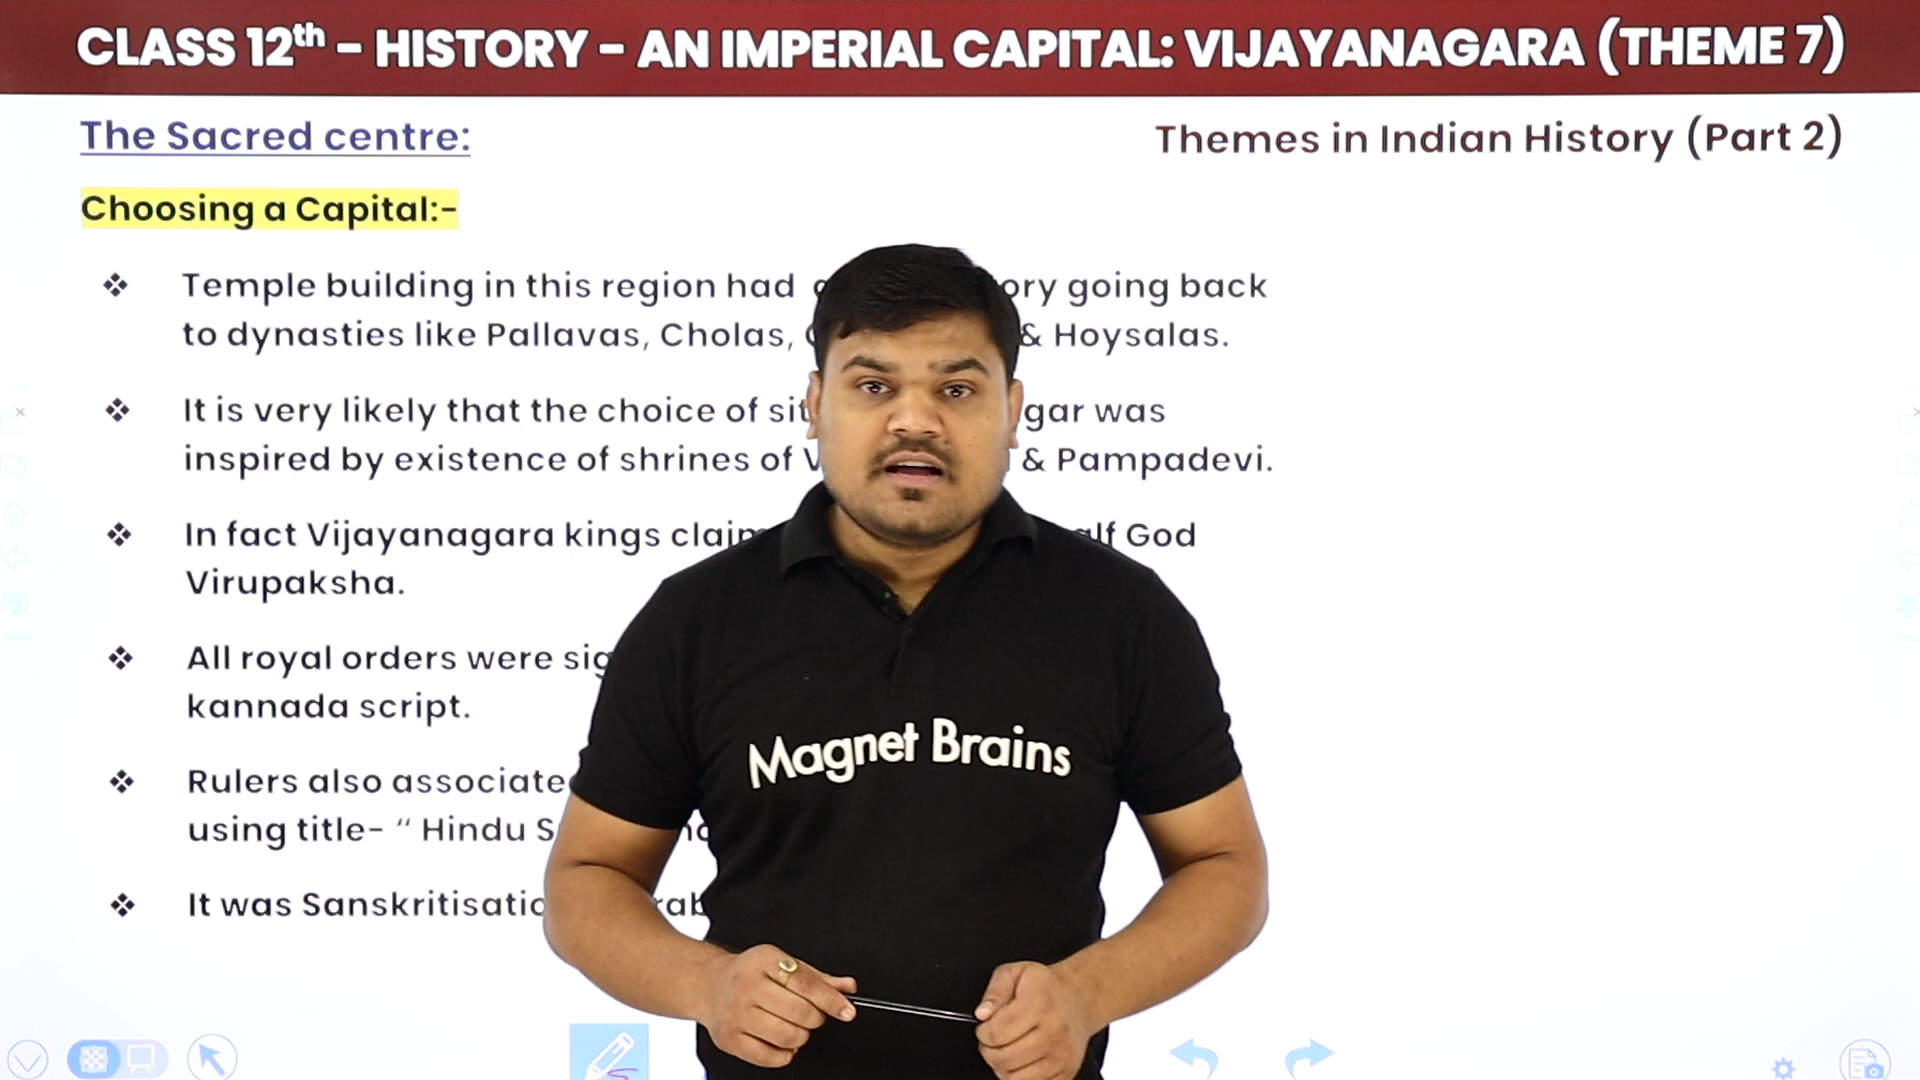 CLASS 12th - HISTORY - AN IMPERIAL CAPITAL: VIJAYANAGARA (THEME 7)
The Sacred centre:
Themes in Indian History (Part 2)
Choosing a Capital:-
Temple building in this region had going back
to dynasties like Pallavas, Cholas, & Hoysalas.
It is very likely that the choice of was
inspired by existence of shrines of & Pampadevi.
In fact Vijayanagara kings God
Virupaksha.
All royal orders were
kannada script.
Rulers also
using title- “ Hindu
It was
Magnet Brains